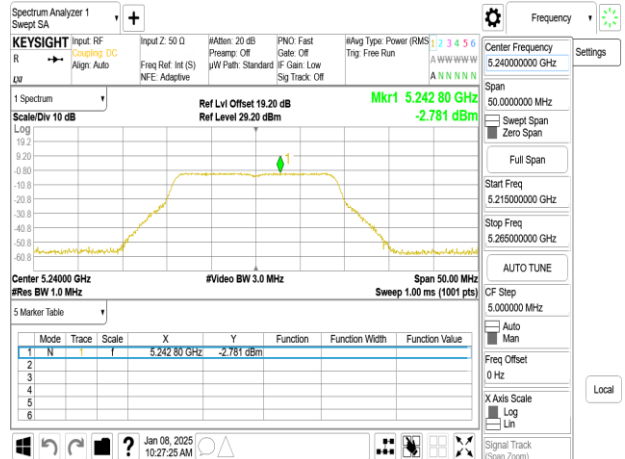 Spectrum Analyzer 1
Swept SA
Frequency
KEYSIGHT
R
Input: RF
Coupling: DC
Align: Auto
Input Z: 50 Ω
Freq Ref: Int (S)
NFE: Adaptive
#Atten: 20 dB
Preamp: Off
µW Path: Standard
PNO: Fast
Gate: Off
IF Gain: Low
Sig Track: Off
#Avg Type: Power (RMS
Trig: Free Run
1 2 3 4 5 6
A W W W W W
A N N N N N
Center Frequency
5.240000000 GHz
Settings
Span
50.0000000 MHz
Swept Span
Zero Span
Full Span
Start Freq
5.215000000 GHz
Stop Freq
5.265000000 GHz
AUTO TUNE
CF Step
5.000000 MHz
Auto
Man
Freq Offset
0 Hz
X Axis Scale
Log
Lin
Signal Track
(Span Zoom)
Local
1 Spectrum
Scale/Div 10 dB
Ref Lvl Offset 19.20 dB
Ref Level 29.20 dBm
Mkr1 5.242 80 GHz
-2.781 dBm
Log
19.2
9.20
-0.80
-10.8
-20.8
-30.8
-40.8
-50.8
-60.8
1
Center 5.24000 GHz
#Res BW 1.0 MHz
#Video BW 3.0 MHz
Span 50.00 MHz
Sweep 1.00 ms (1001 pts)
5 Marker Table
Mode Trace Scale X Y Function Function Width Function Value
1 N 1 f 5.242 80 GHz -2.781 dBm
2
3
4
5
6
?
Jan 08, 2025
10:27:25 AM